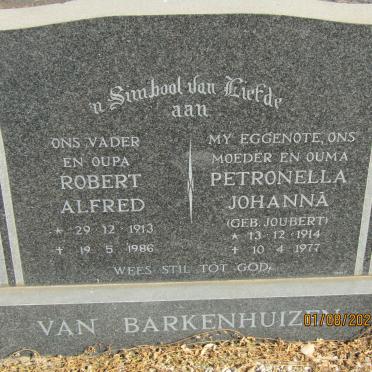 'n Simbool van Liefde
aan
ONS VADER
EN OUPA
ROBERT
ALFRED
* 29 12 1913
† 19 5 1986
MY EGGENOTE, ONS
MOEDER EN OUMA
PETRONELLA
JOHANNA
(GEB. JOUBERT)
* 13 12 1914
† 10 4 1977
WEES STIL TOT GOD.
VAN BARKENHUIZ
01/08/202